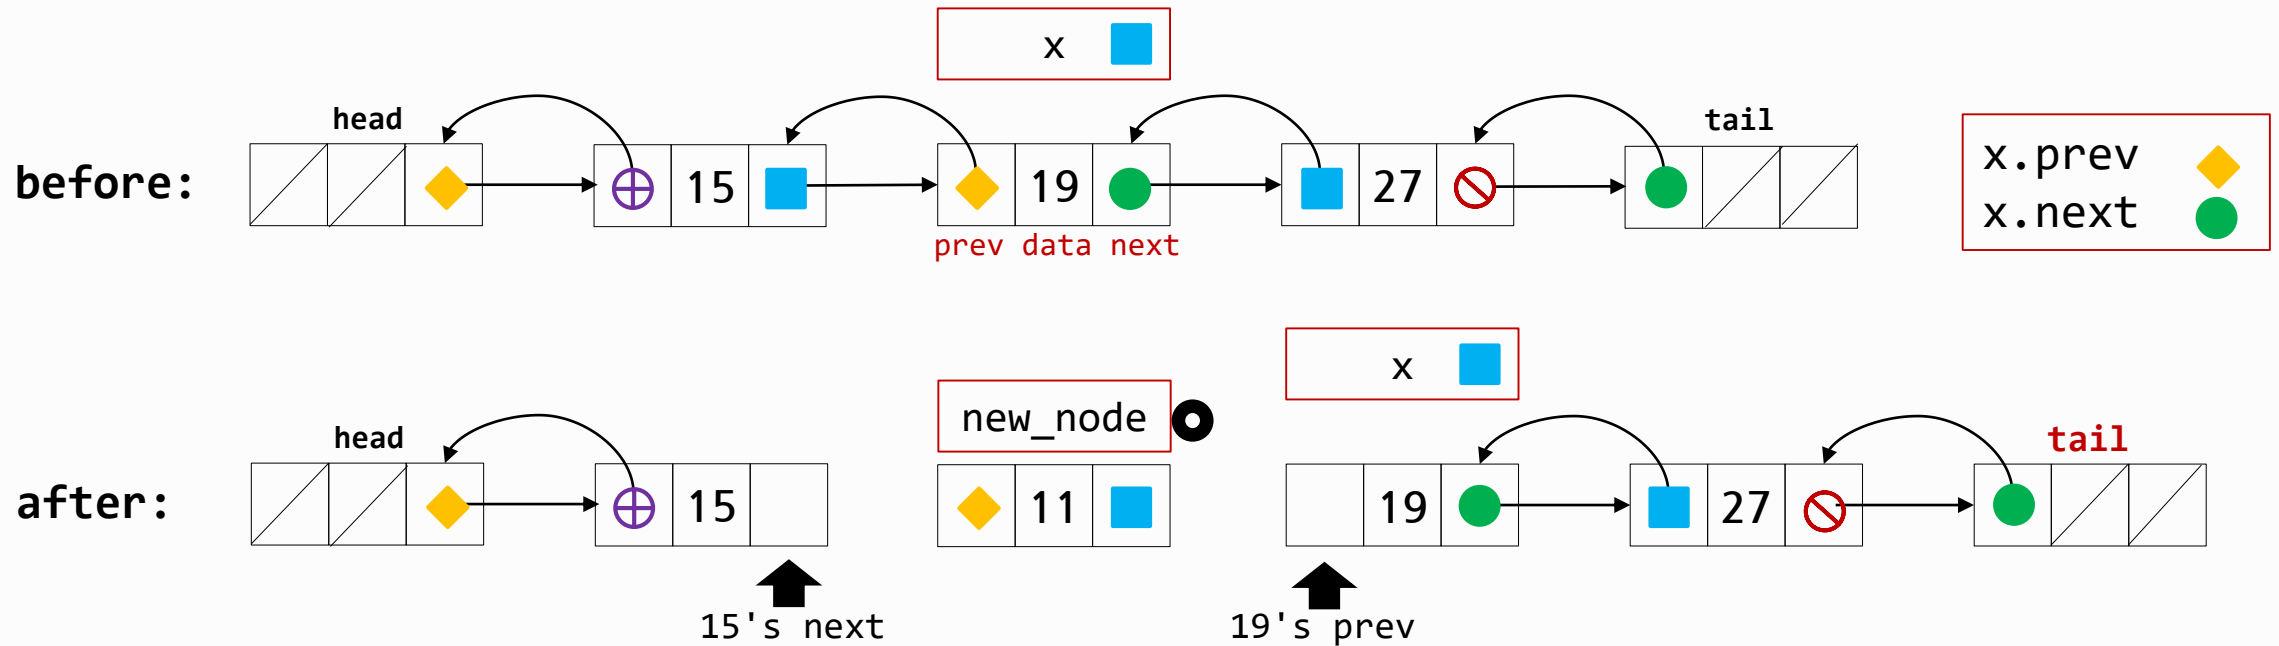 x
head
tail
before:
15
19
27
prev data next
x.prev
x.next
x
new_node
head
tail
after:
15
11
19
27
15's next
19's prev